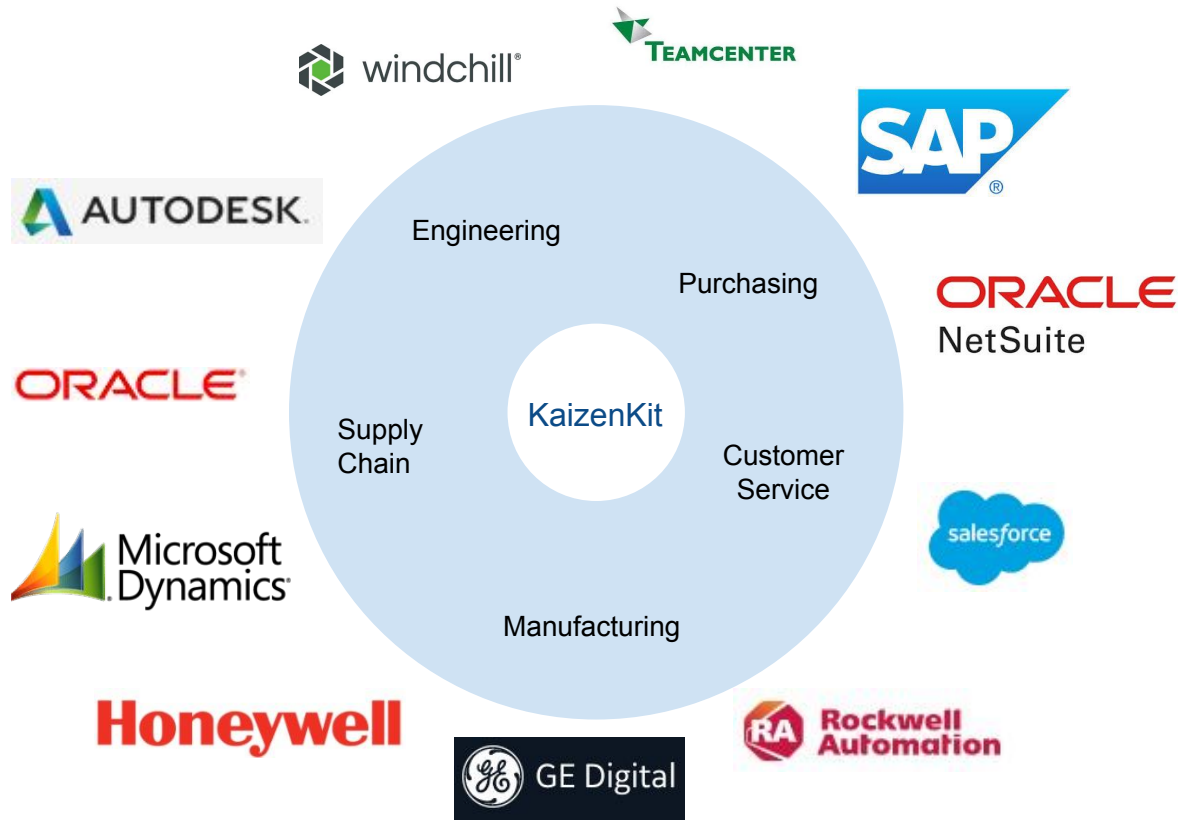 TEAMCENTER
windchill®
SAP
®
AUTODESK.
Engineering
Purchasing
ORACLE
NetSuite
ORACLE®
KaizenKit
Supply
Chain
Customer
Service
salesforce
Microsoft
Dynamics®
Manufacturing
Honeywell
RA
Rockwell
Automation
GE
GE Digital